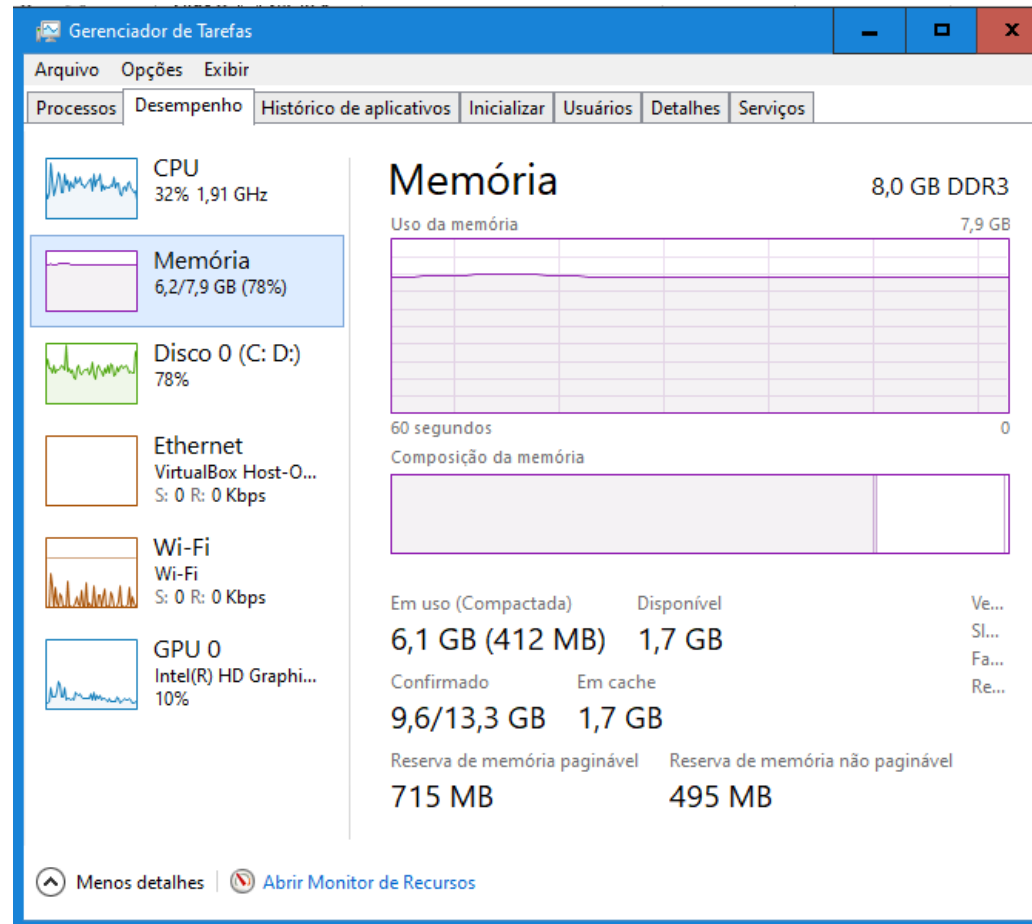 Gerenciador de Tarefas
Arquivo Opções Exibir
Processos Desempenho Histórico de aplicativos Inicializar Usuários Detalhes Serviços
CPU
32% 1,91 GHz
Memória
6,2/7,9 GB (78%)
Disco 0 (C: D:)
78%
Ethernet
VirtualBox Host-O...
S: 0 R: 0 Kbps
Wi-Fi
Wi-Fi
S: 0 R: 0 Kbps
GPU 0
Intel(R) HD Graphi...
10%
Memória 8,0 GB DDR3
Uso da memória 7,9 GB
60 segundos 0
Composição da memória
Em uso (Compactada) Disponível
6,1 GB (412 MB) 1,7 GB
Confirmado Em cache
9,6/13,3 GB 1,7 GB
Reserva de memória paginável Reserva de memória não paginável
715 MB 495 MB
Ve...
Sl...
Fa...
Re...
Menos detalhes Abrir Monitor de Recursos